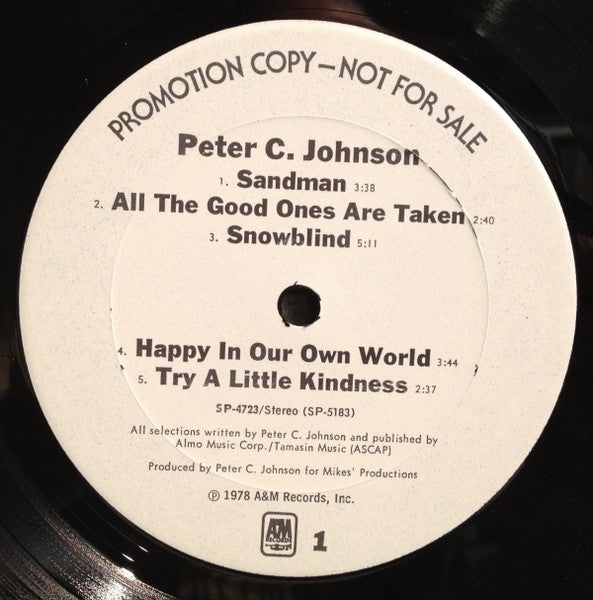 PROMOTION COPY—NOT FOR SALE
Peter C. Johnson
1. Sandman 3:38
2. All The Good Ones Are Taken 2:40
3. Snowblind 5:11
4. Happy In Our Own World 3:44
5. Try A Little Kindness 2:37
SP-4723/Stereo (SP-5183)
All selections written by Peter C. Johnson and published by
Almo Music Corp./Tamasin Music (ASCAP)
Produced by Peter C. Johnson for Mikes' Productions
℗ 1978 A&M Records, Inc.
A&M
RECORDS
1